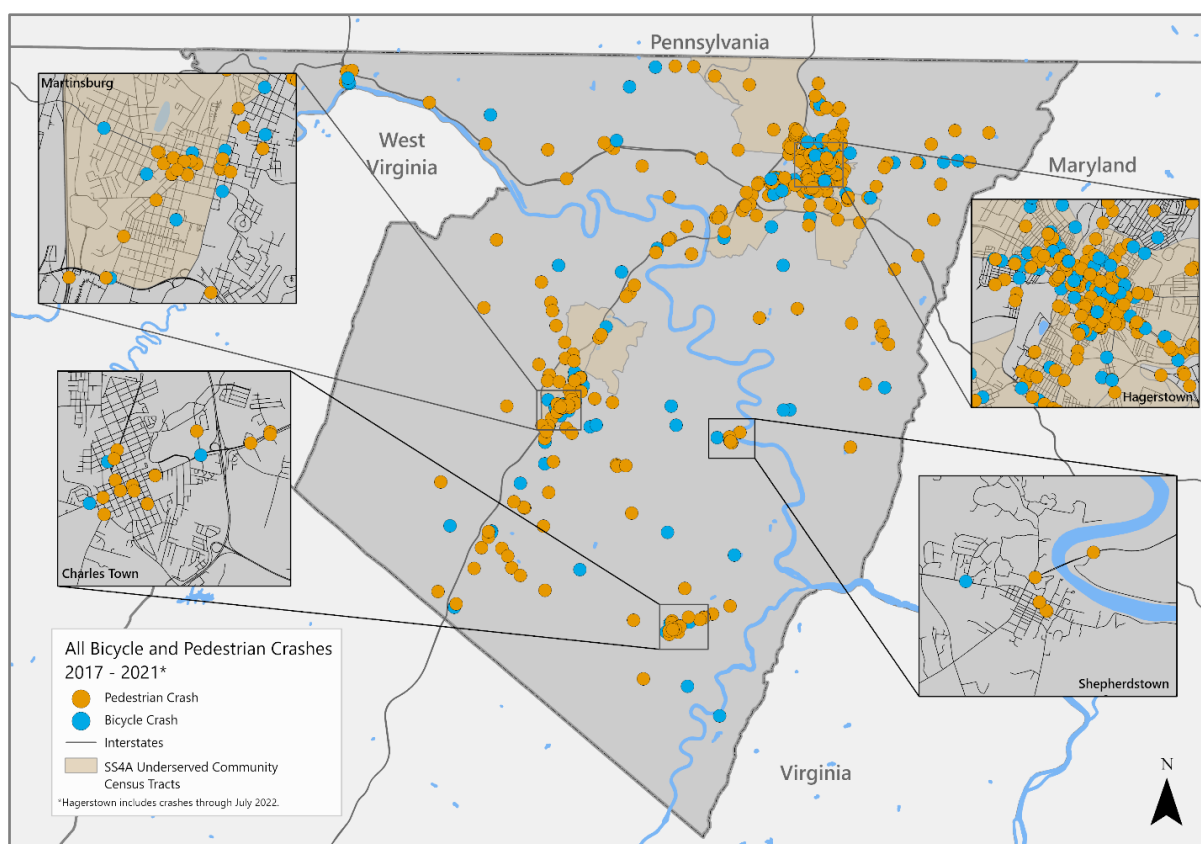 Pennsylvania
Martinsburg
West
Virginia
Maryland
Hagerstown
Charles Town
Shepherdstown
Virginia
All Bicycle and Pedestrian Crashes
2017 - 2021*
Pedestrian Crash
Bicycle Crash
Interstates
SS4A Underserved Community
Census Tracts
*Hagerstown includes crashes through July 2022.
N